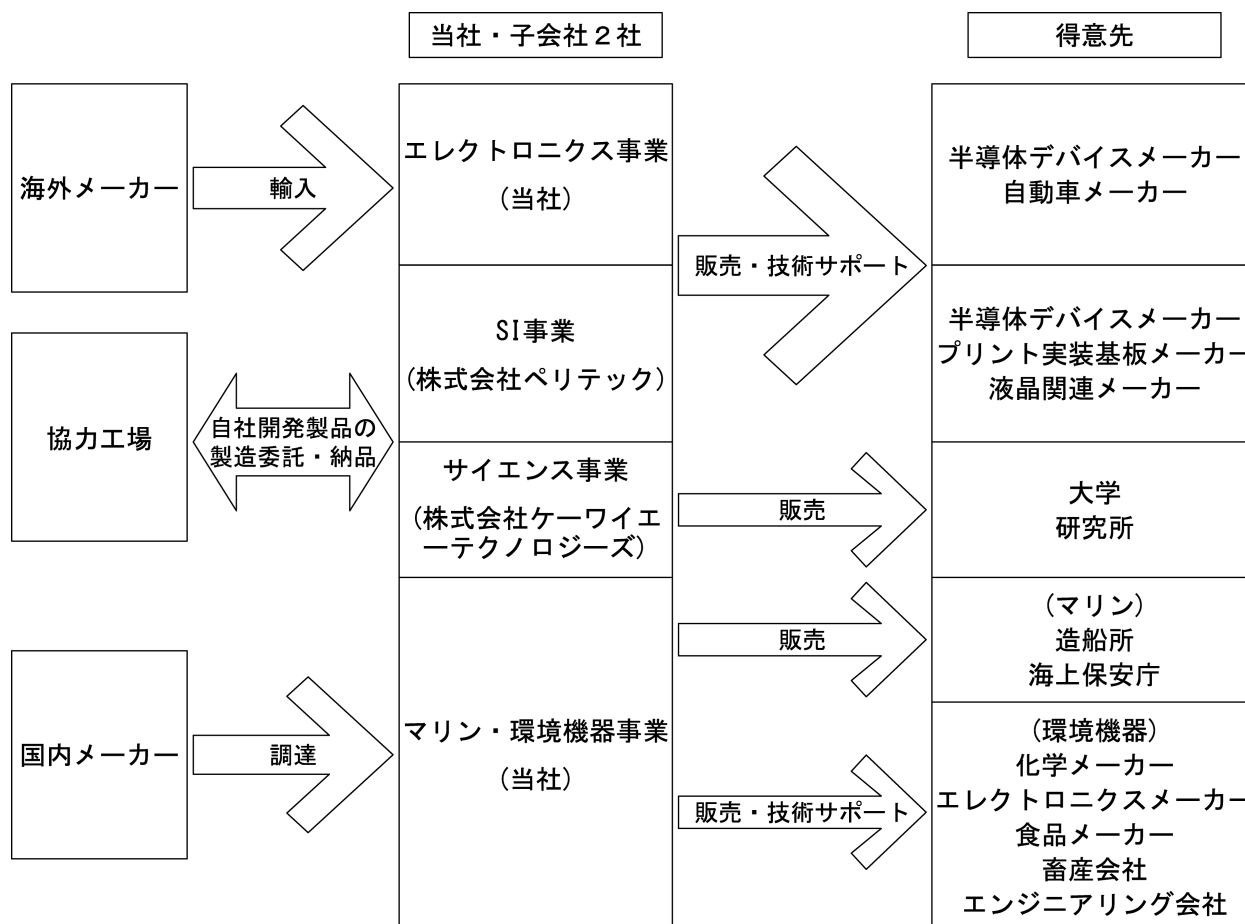 当社・子会社２社
得意先
海外メーカー
輸入
エレクトロニクス事業
(当社)
販売・技術サポート
半導体デバイスメーカー
自動車メーカー
SI事業
(株式会社ペリテック)
半導体デバイスメーカー
プリント実装基板メーカー
液晶関連メーカー
協力工場
自社開発製品の
製造委託・納品
サイエンス事業
(株式会社ケーワイエ
ーテクノロジーズ)
販売
大学
研究所
販売
(マリン)
造船所
海上保安庁
国内メーカー
調達
マリン・環境機器事業
(当社)
販売・技術サポート
(環境機器)
化学メーカー
エレクトロニクスメーカー
食品メーカー
畜産会社
エンジニアリング会社